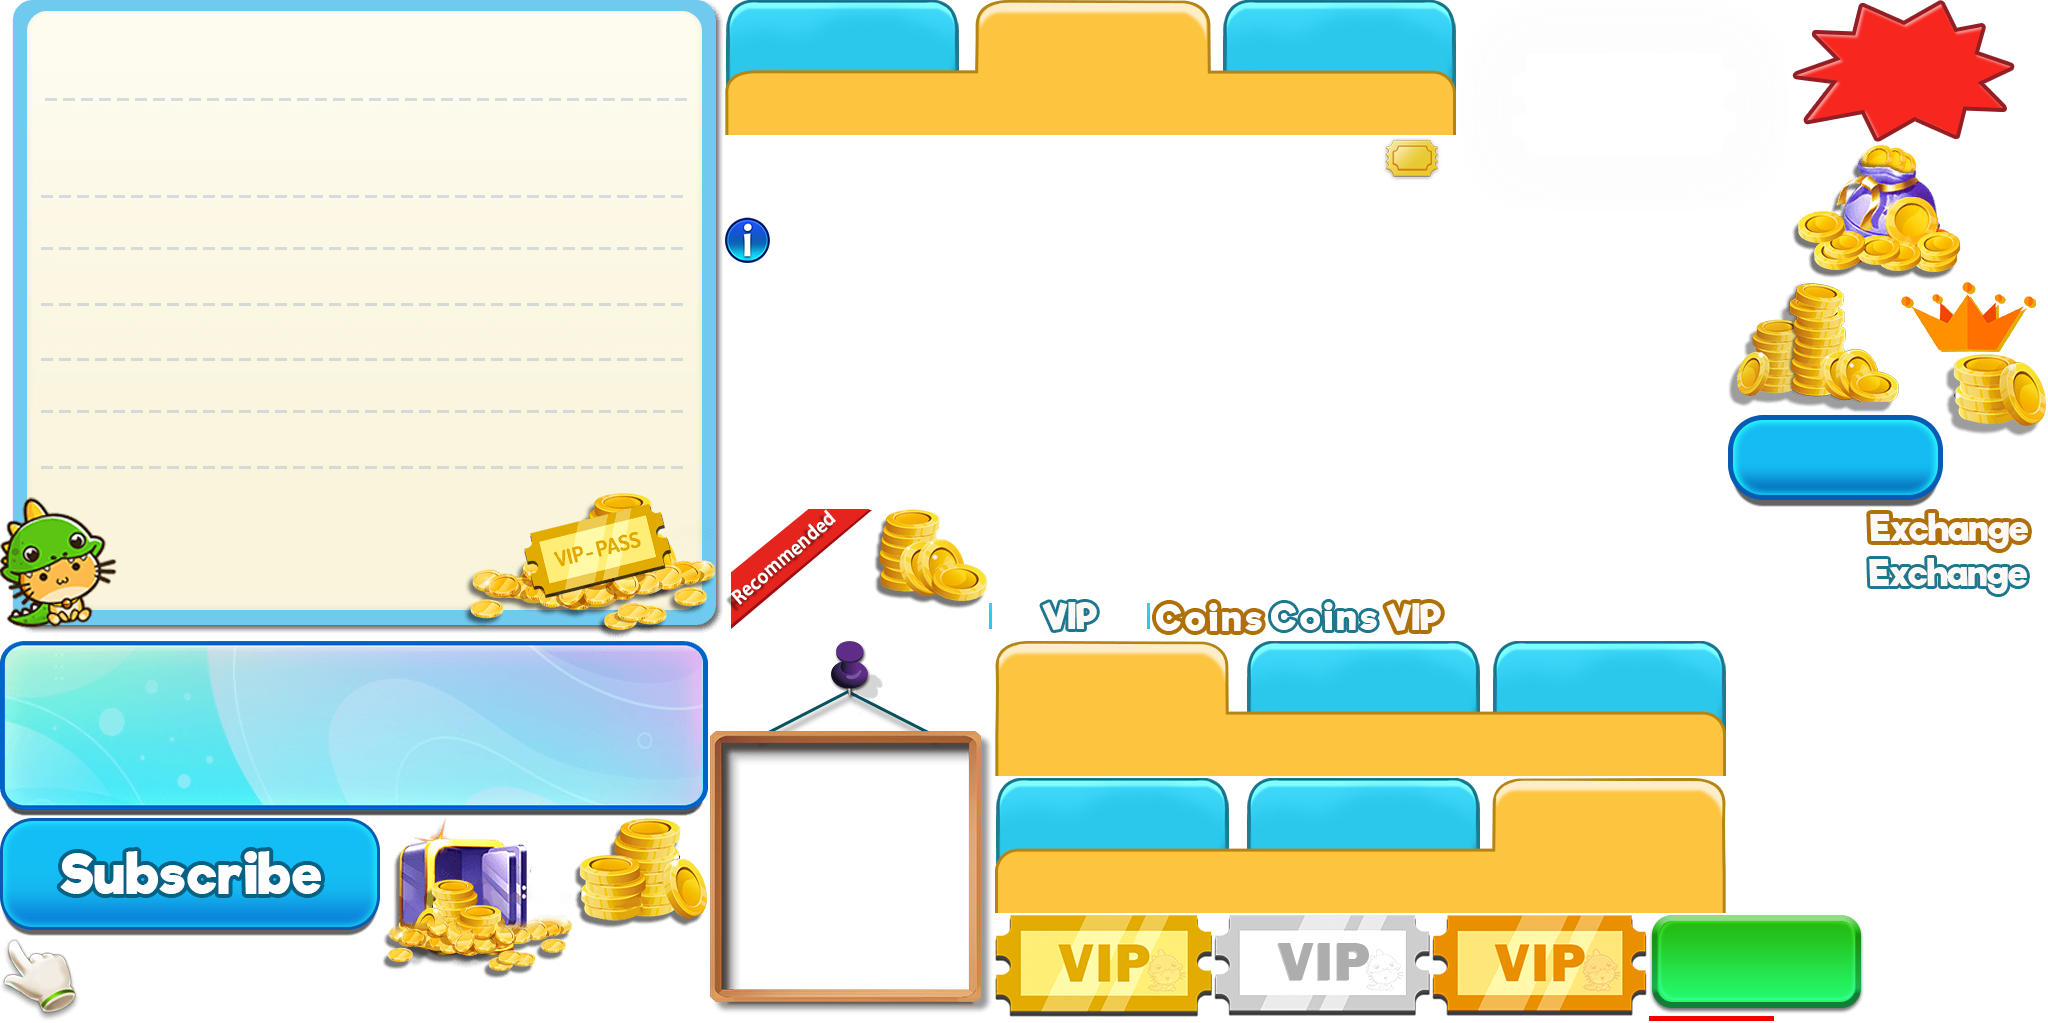 VIP-PASS
Recommended
Exchange
Exchange
VIP
Coins
Coins
VIP
Subscribe
VIP
VIP
VIP